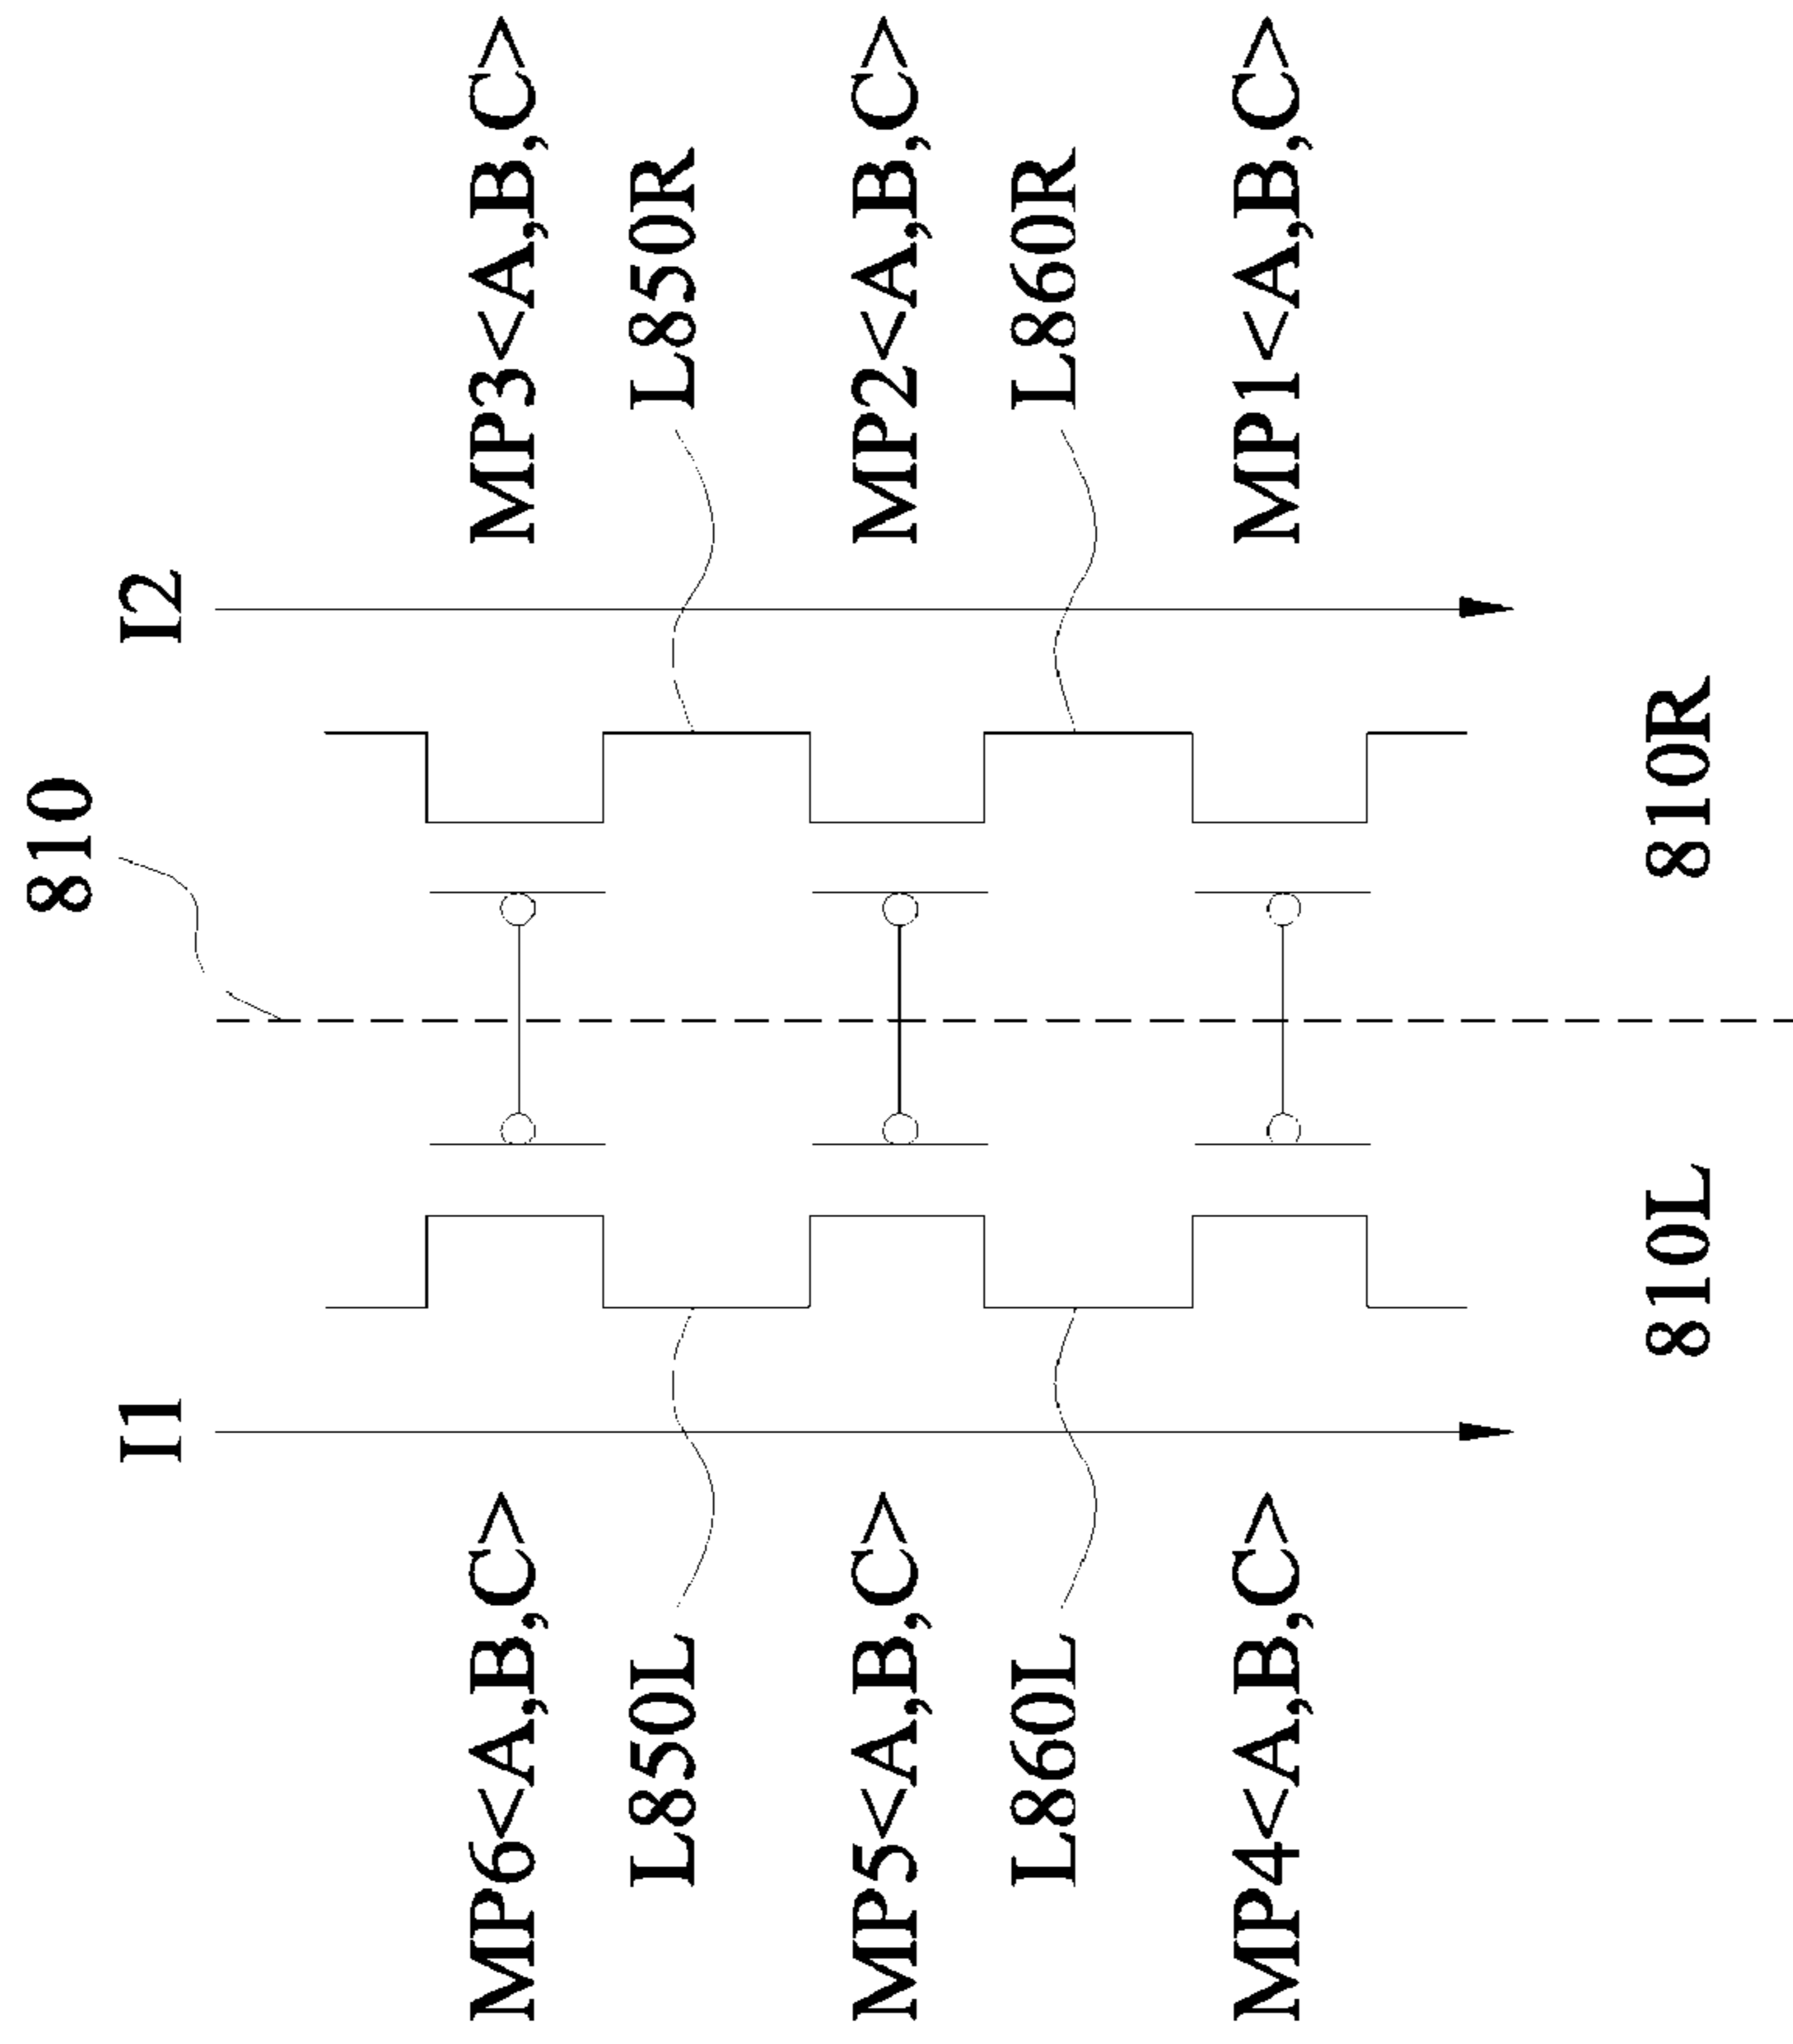 I1
810
I2
MP6<A,B,C>
MP3<A,B,C>
L850L
L850R
MP5<A,B,C>
MP2<A,B,C>
L860L
L860R
MP4<A,B,C>
MP1<A,B,C>
810L
810R